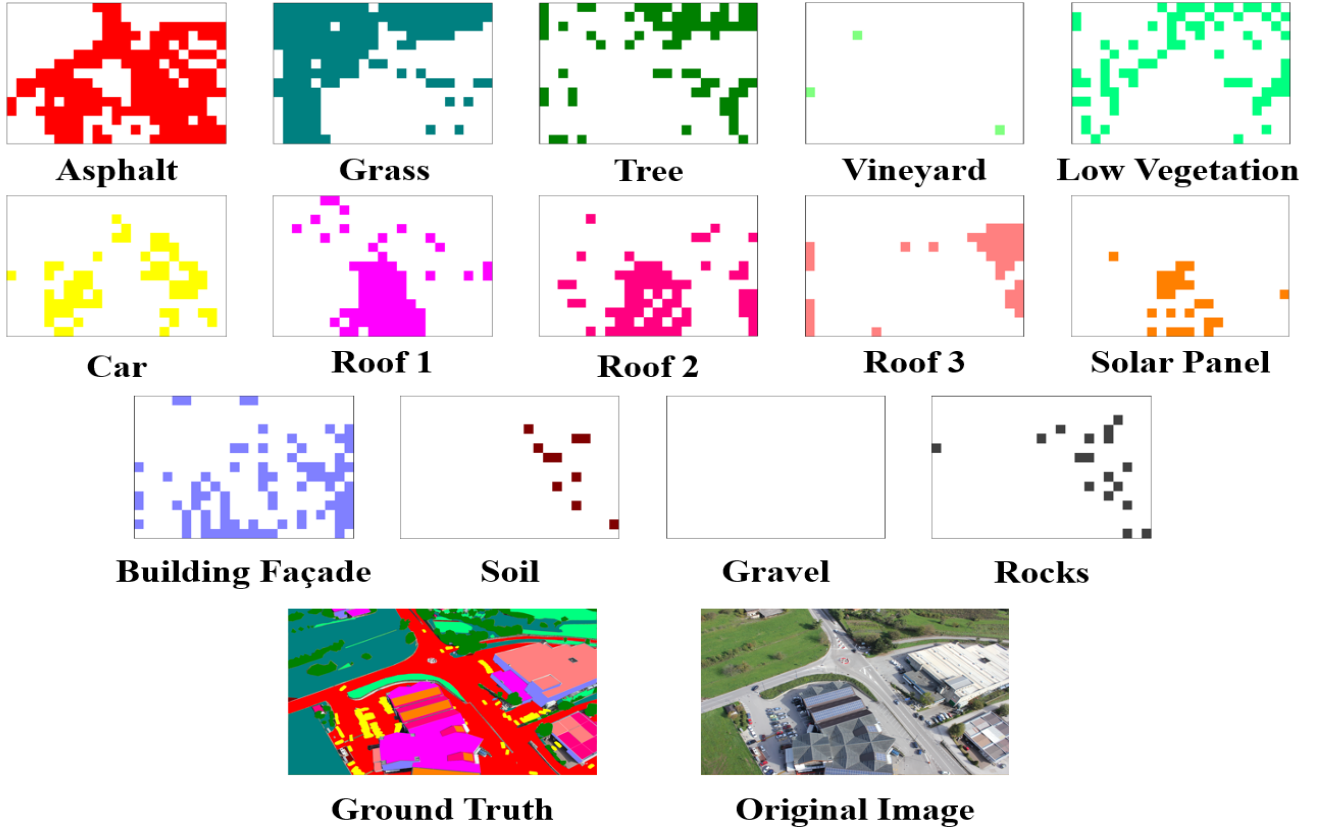 Asphalt Grass Tree Vineyard Low Vegetation
Car Roof 1 Roof 2 Roof 3 Solar Panel
Building Façade Soil Gravel Rocks
Ground Truth Original Image